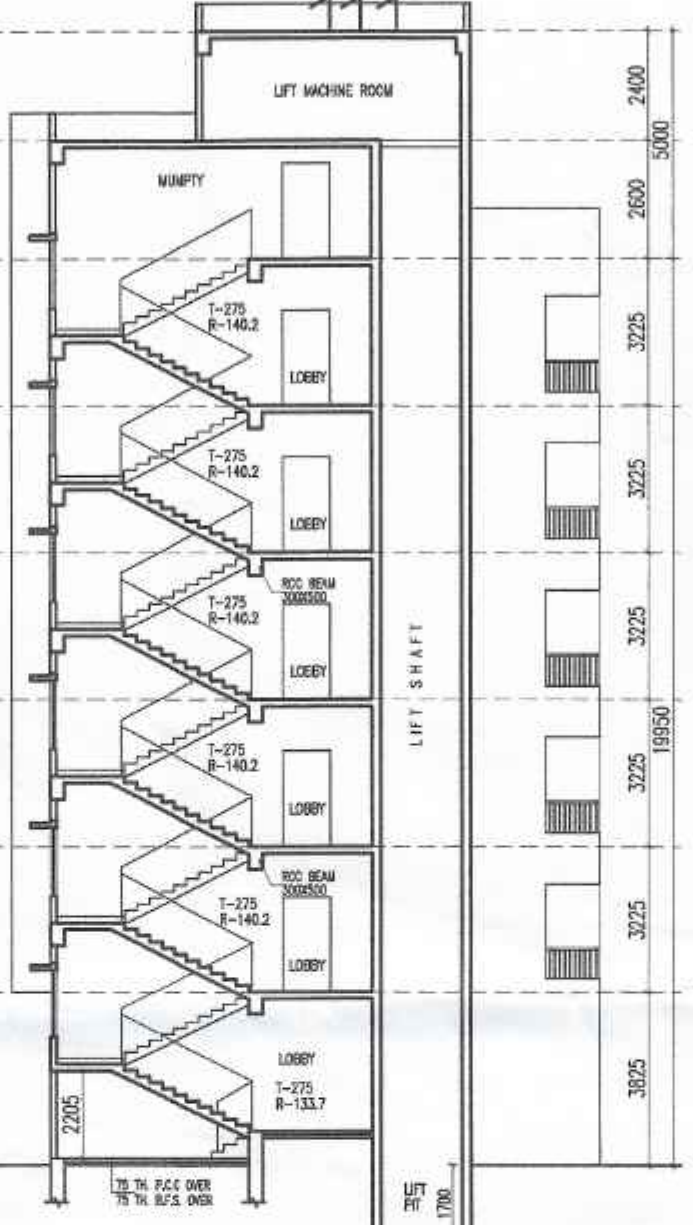 LIFT MACHINE ROOM
2400
5000
MUMPTY
2600
T-275
R-140.2
LOBBY
3225
T-275
R-140.2
LOBBY
3225
RCC BEAM
300X500
T-275
R-140.2
LOBBY
3225
LIFT SHAFT
19950
T-275
R-140.2
LOBBY
3225
RCC BEAM
300X500
T-275
R-140.2
LOBBY
3225
LOBBY
T-275
R-133.7
3825
2205
75 TH. P.C.C OVER
75 TH. B.F.S. OVER
LIFT
PIT
1700